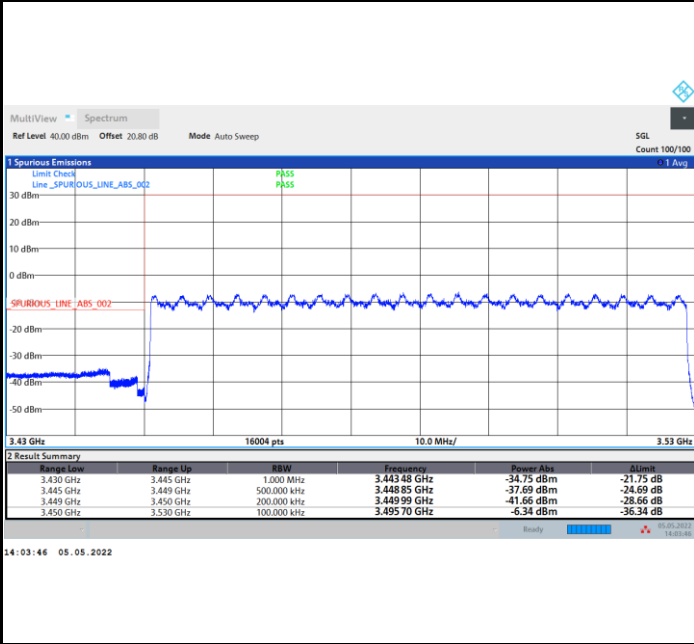 MultiView Spectrum
Ref Level 40.00 dBm Offset 20.80 dB Mode Auto Sweep SGL
Count 100/100
1 Spurious Emissions 1 Avg
Limit Check PASS
Line _SPURIOUS_LINE_ABS_002 PASS
30 dBm
20 dBm
10 dBm
0 dBm
_SPURIOUS_LINE_ABS_002
-20 dBm
-30 dBm
-40 dBm
-50 dBm
3.43 GHz 16004 pts 10.0 MHz/ 3.53 GHz
2 Result Summary
Range Low Range Up RBW Frequency Power Abs ΔLimit
3.430 GHz 3.445 GHz 1.000 MHz 3.443 48 GHz -34.75 dBm -21.75 dB
3.445 GHz 3.449 GHz 500.000 kHz 3.448 85 GHz -37.69 dBm -24.69 dB
3.449 GHz 3.450 GHz 200.000 kHz 3.449 99 GHz -41.66 dBm -28.66 dB
3.450 GHz 3.530 GHz 100.000 kHz 3.495 70 GHz -6.34 dBm -36.34 dB
Ready 05.05.2022
14:03:46
14:03:46 05.05.2022